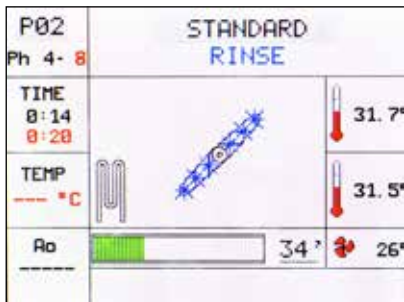 P02
Ph 4- 8
STANDARD
RINSE
TIME
0:14
0:20
31.7°
TEMP
--- °C
31.5°
Ao
-----
34'
26°